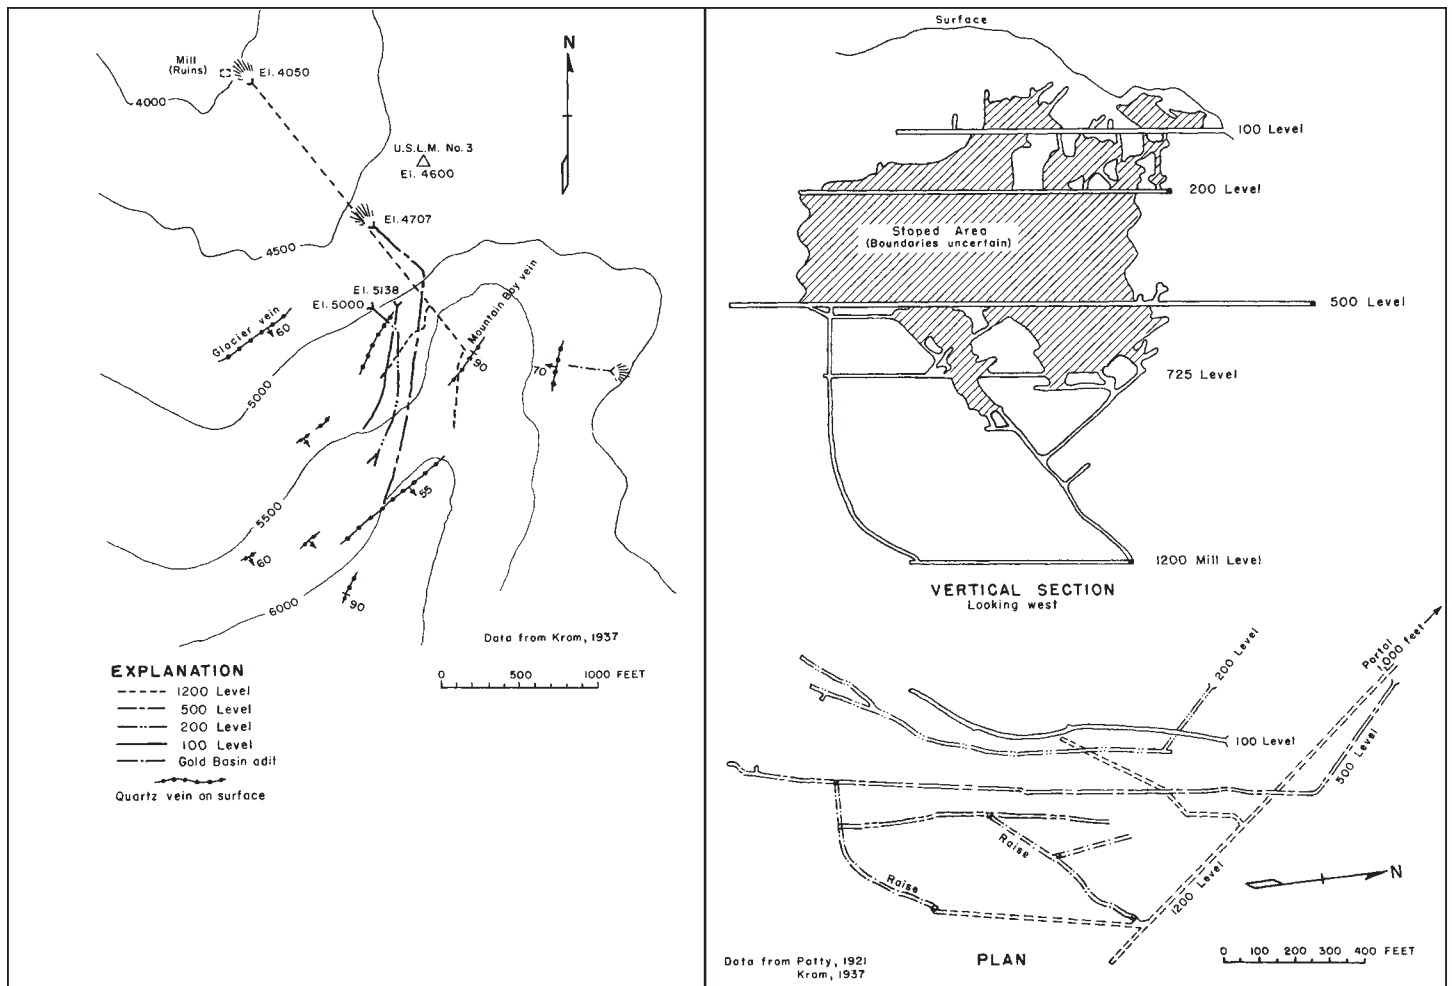 N
Mill
(Ruins)
El. 4050
4000
U.S.L.M. No. 3
El. 4600
El. 4707
4500
Mountain Boy vein
El. 5138
El. 5000
Glacier vein
60
90
70
5000
55
5500
60
6000
90
Data from Krom, 1937
EXPLANATION
1200 Level
500 Level
200 Level
100 Level
Gold Basin adit
Quartz vein on surface
0 500 1000 FEET
Surface
100 Level
200 Level
Stoped Area
(Boundaries uncertain)
500 Level
725 Level
1200 Mill Level
VERTICAL SECTION
Looking west
200 Level
Portal
1,000 feet
100 Level
500 Level
Raise
Raise
1200 Level
N
Data from Patty, 1921
Krom, 1937
PLAN
0 100 200 300 400 FEET